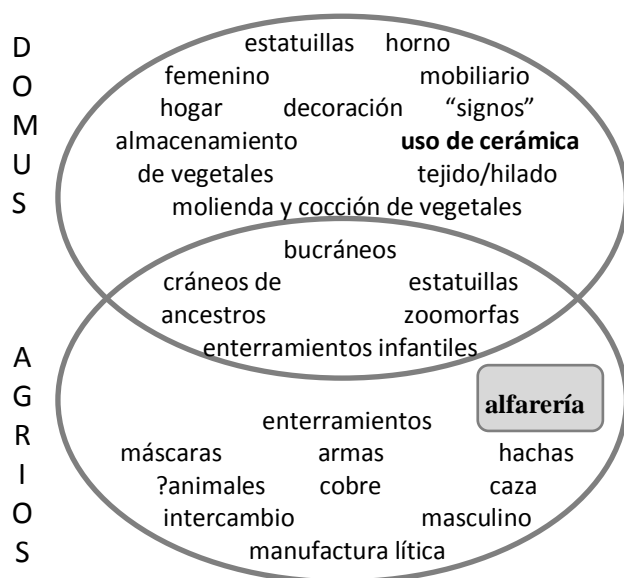 DOMUS
estatuillas horno
femenino mobiliario
hogar decoración “signos”
almacenamiento uso de cerámica
de vegetales tejido/hilado
molienda y cocción de vegetales
bucráneos
cráneos de estatuillas
ancestros zoomorfas
enterramientos infantiles
AGRIOS
alfarería
enterramientos
máscaras armas hachas
?animales cobre caza
intercambio masculino
manufactura lítica